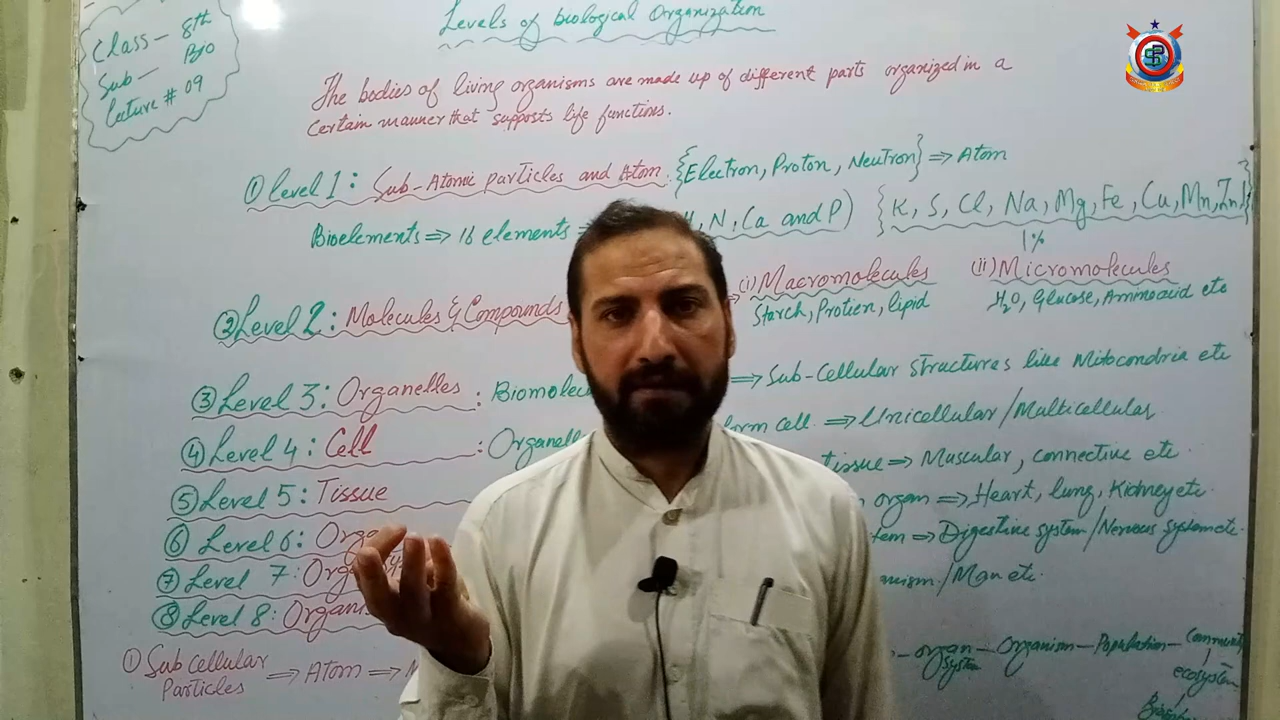 Class - 8th
Sub - Bio
Lecture # 09
Levels of biological Organization
The bodies of living organisms are made up of different parts organized in a
Certain manner that supports life functions.
① Level 1: Sub-Atomic particles and Atom. {Electron, Proton, Neutron} ⇒ Atom
Bioelements ⇒ 16 elements N, Ca and P) {K, S, Cl, Na, Mg, Fe, Cu, Mn, Zn}
1%
② Level 2: Molecules & Compounds (i) Macromolecules (ii) Micromolecules
Starch, Protien, lipid H₂O, Glucose, Amino acid etc
③ Level 3: Organelles : ⇒ Sub-Cellular structures like Mitocondria etc
④ Level 4: Cell : form cell ⇒ Unicellular/Multicellular
⑤ Level 5: Tissue tissue ⇒ Muscular, connective etc
⑥ Level 6: organ ⇒ Heart, lung, Kidney etc
⑦ Level 7: ⇒ Digestive system/Nervous system etc.
⑧ Level 8: /Man etc.
① Sub cellular Particles ⇒ Atom ⇒
- organ system - Organism - Population -
ecosystem